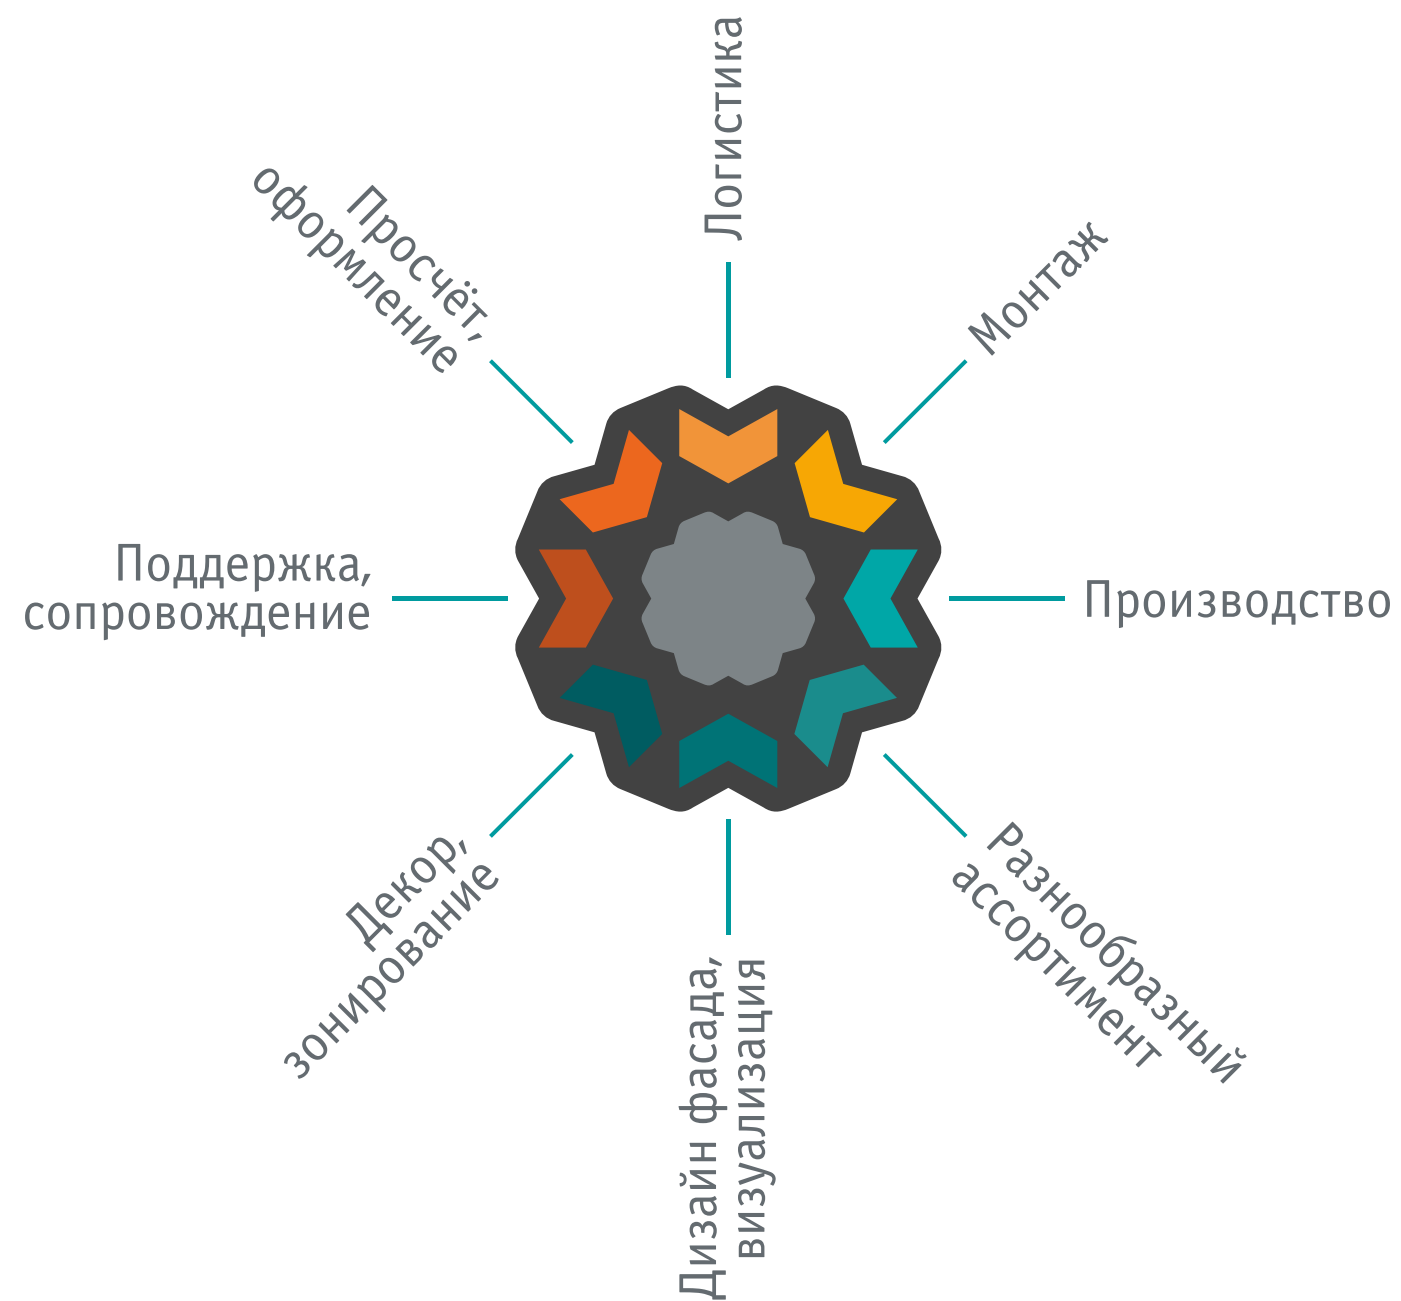 Логистика
Монтаж
Производство
Разнообразный
ассортимент
Дизайн фасада,
визуализация
Декор,
зонирование
Поддержка,
сопровождение
Просчёт,
оформление